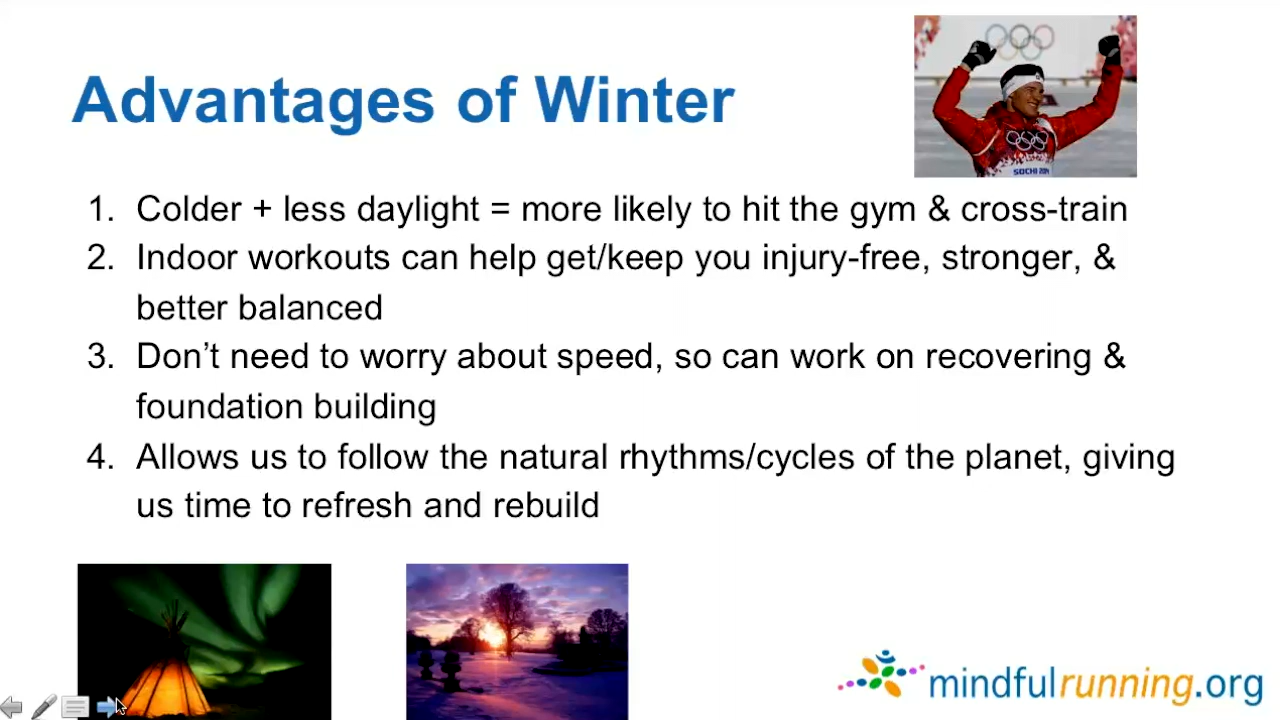 Advantages of Winter
SOCHI 2014
1. Colder + less daylight = more likely to hit the gym & cross-train
2. Indoor workouts can help get/keep you injury-free, stronger, &
better balanced
3. Don’t need to worry about speed, so can work on recovering &
foundation building
4. Allows us to follow the natural rhythms/cycles of the planet, giving
us time to refresh and rebuild
mindfulrunning.org